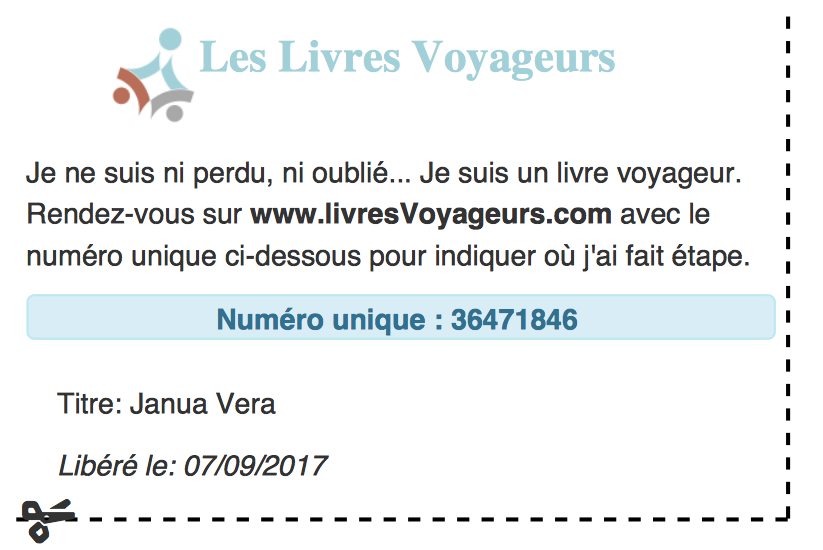 Les Livres Voyageurs
Je ne suis ni perdu, ni oublié... Je suis un livre voyageur.
Rendez-vous sur www.livresVoyageurs.com avec le
numéro unique ci-dessous pour indiquer où j'ai fait étape.
Numéro unique : 36471846
Titre: Janua Vera
Libéré le: 07/09/2017